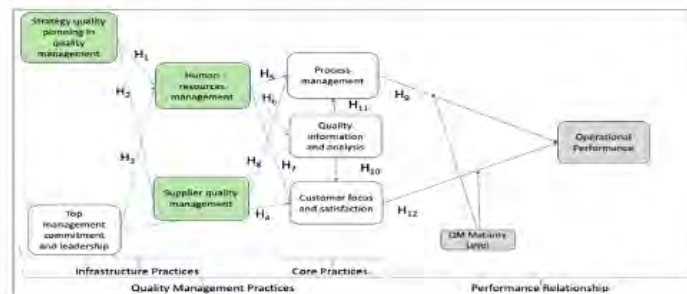 Strategy quality
planning in
quality
management
H1
H2
H3
Human
resources
management
Supplier quality
management
Top
management
commitment
and leadership
H5
H6
H8
H7
H4
Process
management
H11
Quality
information
and analysis
H10
Customer focus
and satisfaction
H9
H12
Operational
Performance
QM Maturity
Level
Infrastructure Practices
Core Practices
Quality Management Practices
Performance Relationship